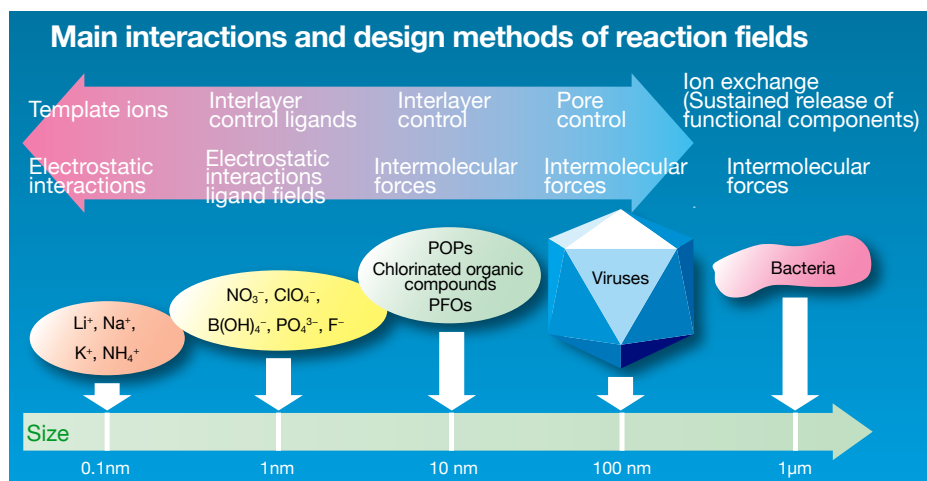 Main interactions and design methods of reaction fields
Template ions
Interlayer
control ligands
Interlayer
control
Pore
control
Ion exchange
(Sustained release of
functional components)
Electrostatic
interactions
Electrostatic
interactions
ligand fields
Intermolecular
forces
Intermolecular
forces
Intermolecular
forces
Li⁺, Na⁺,
K⁺, NH₄⁺
NO₃⁻, ClO₄⁻,
B(OH)₄⁻, PO₄³⁻, F⁻
POPs
Chlorinated organic
compounds
PFOs
Viruses
Bacteria
Size
0.1nm
1nm
10 nm
100 nm
1μm